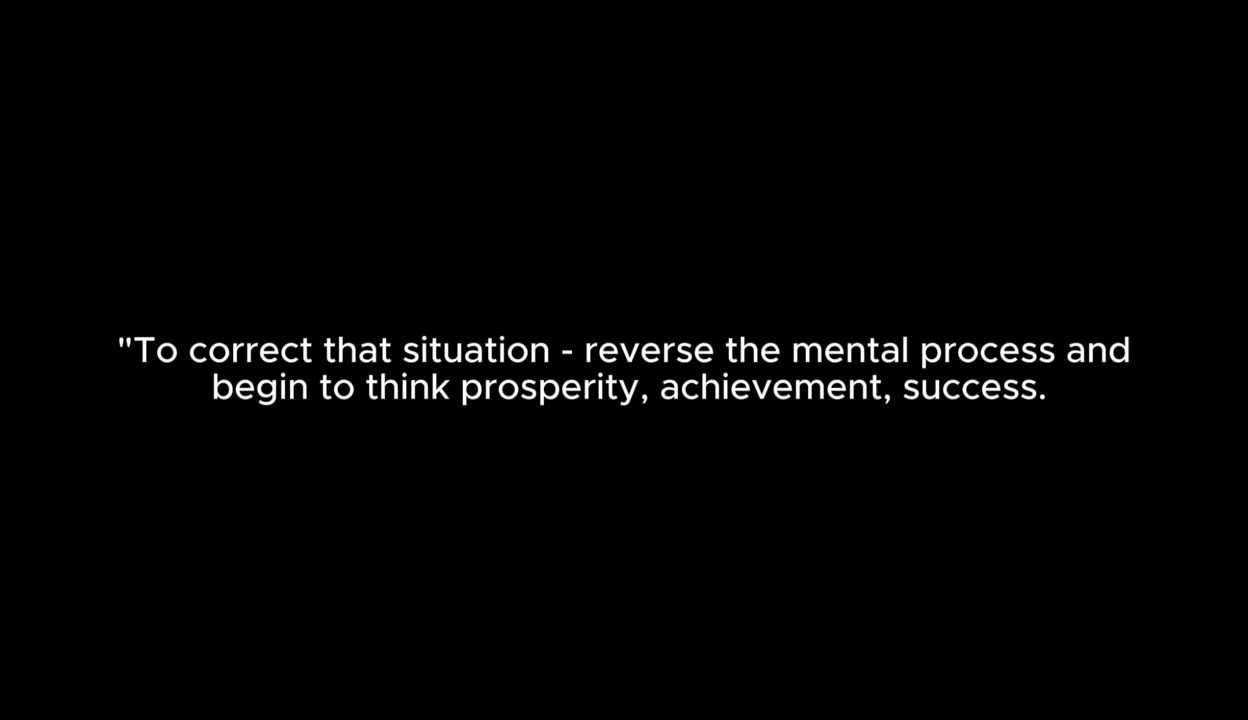 "To correct that situation - reverse the mental process and
begin to think prosperity, achievement, success.